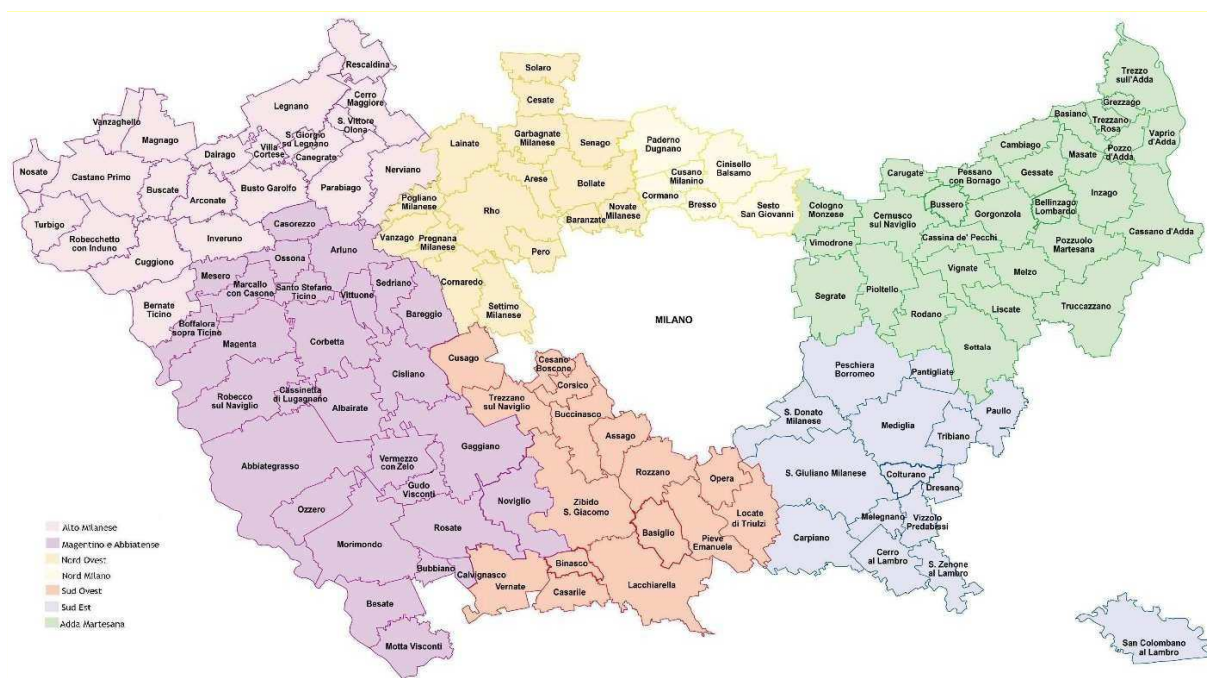 Rescaldina
Legnano
Cerro
Maggiore
S. Vittore
Olona
S. Giorgio
su Legnano
Villa
Cortese
Canegrate
Dairago
Vanzaghello
Magnago
Nosate
Castano Primo
Buscate
Arconate
Busto Garolfo
Parabiago
Nerviano
Turbigo
Robecchetto
con Induno
Cuggiono
Inveruno
Bernate
Ticino
Casorezzo
Arluno
Ossona
Mesero
Marcallo
con Casone
Santo Stefano
Ticino
Vittuone
Sedriano
Bareggio
Boffalora
sopra Ticine
Magenta
Corbetta
Cisliano
Robecco
sul Naviglio
Cassinetta
di Lugagnano
Albairate
Abbiategrasso
Vermezzo
con Zelo
Gudo
Visconti
Gaggiano
Noviglio
Ozzero
Rosate
Morimondo
Bubbiano
Calvignasco
Besate
Motta Visconti
Solaro
Cesate
Garbagnate
Milanese
Senago
Lainate
Arese
Bollate
Pogliano
Milanese
Rho
Baranzate
Novate
Milanese
Vanzago
Pregnana
Milanese
Pero
Cornaredo
Settimo
Milanese
Paderno
Dugnano
Cinisello
Balsamo
Cusano
Milanino
Cormano
Bresso
Sesto
San Giovanni
MILANO
Cusago
Cesano
Boscone
Corsico
Trezzano
sul Naviglio
Buccinasco
Assago
Rozzano
Opera
Zibido
S. Giacomo
Basiglio
Locate
di Triulzi
Pieve
Emanuele
Binasco
Vernate
Casarile
Lacchiarella
Trezzo
sull'Adda
Grezzago
Basiano
Trezzano
Rosa
Vaprio
d'Adda
Pozzo
d'Adda
Cambiago
Masate
Gessate
Pessano
con Bornago
Carugate
Inzago
Bussero
Bellinzago
Lombardo
Gorgonzola
Cologno
Monzese
Cernusco
sul Naviglio
Cassano d'Adda
Vimodrone
Cassina de' Pecchi
Pozzuolo
Martesana
Vignate
Melzo
Segrate
Pioltello
Rodano
Liscate
Truccazzano
Settala
Peschiera
Borromeo
Pantigliate
S. Donato
Milanese
Mediglia
Paullo
Tribiano
S. Giuliano Milanese
Colturano
Dresano
Melegnano
Vizzolo
Predabissi
Carpiano
Cerro
al Lambro
S. Zenone
al Lambro
San Colombano
al Lambro
Alto Milanese
Magentino e Abbiatense
Nord Ovest
Nord Milano
Sud Ovest
Sud Est
Adda Martesana